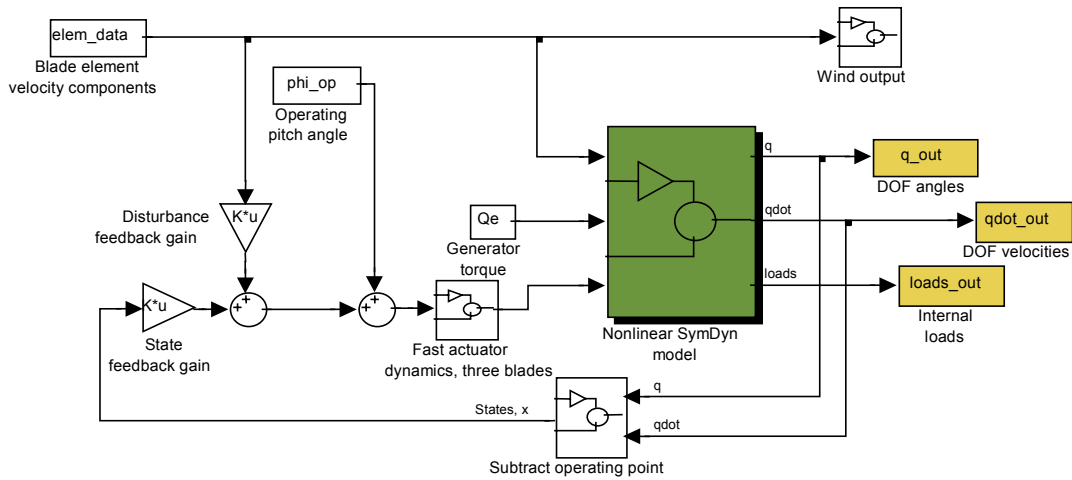 elem_data
Blade element
velocity components
phi_op
Operating
pitch angle
Wind output
q
q_out
DOF angles
Disturbance
feedback gain
K*u
Qe
Generator
torque
qdot
qdot_out
DOF velocities
loads
loads_out
Internal
loads
K*u
State
feedback gain
+
+
+
+
Fast actuator
dynamics, three blades
Nonlinear SymDyn
model
q
States, x
qdot
Subtract operating point